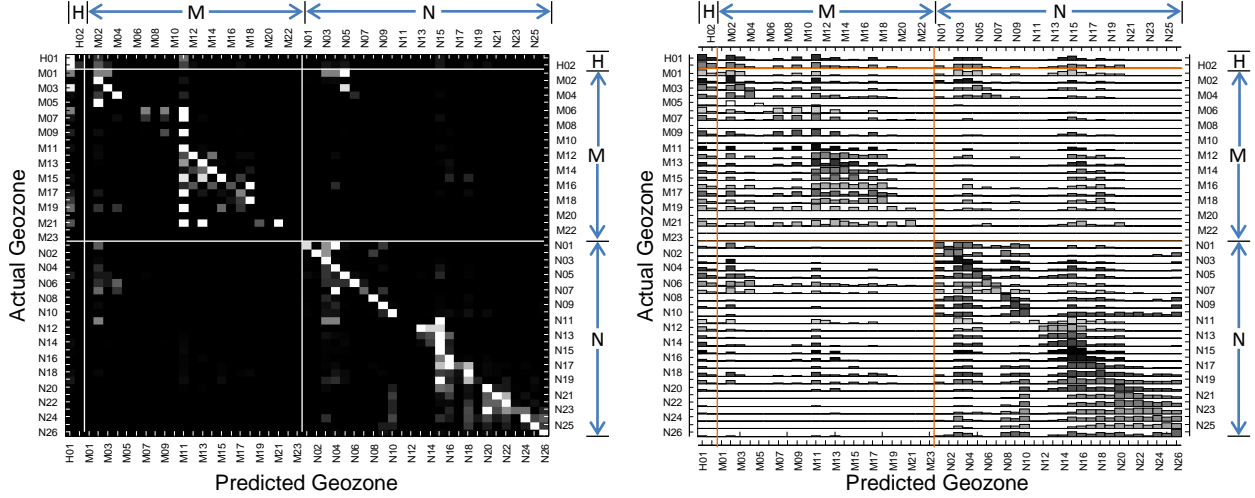 H M N
H02 M02 M04 M06 M08 M10 M12 M14 M16 M18 M20 M22 N01 N03 N05 N07 N09 N11 N13 N15 N17 N19 N21 N23 N25
H01
M01
M03
M05
M07
M09
M11
M13
M15
M17
M19
M21
M23
N02
N04
N06
N08
N10
N12
N14
N16
N18
N20
N22
N24
N26
H02
M02
M04
M06
M08
M10
M12
M14
M16
M18
M20
M22
N01
N03
N05
N07
N09
N11
N13
N15
N17
N19
N21
N23
N25
H
M
N
Actual Geozone
H01 M01 M03 M05 M07 M09 M11 M13 M15 M17 M19 M21 M23 N02 N04 N06 N08 N10 N12 N14 N16 N18 N20 N22 N24 N26
Predicted Geozone
H M N
H02 M02 M04 M06 M08 M10 M12 M14 M16 M18 M20 M22 N01 N03 N05 N07 N09 N11 N13 N15 N17 N19 N21 N23 N25
H01
M01
M03
M05
M07
M09
M11
M13
M15
M17
M19
M21
M23
N02
N04
N06
N08
N10
N12
N14
N16
N18
N20
N22
N24
N26
H02
M02
M04
M06
M08
M10
M12
M14
M16
M18
M20
M22
N01
N03
N05
N07
N09
N11
N13
N15
N17
N19
N21
N23
N25
H
M
N
Actual Geozone
H01 M01 M03 M05 M07 M09 M11 M13 M15 M17 M19 M21 M23 N02 N04 N06 N08 N10 N12 N14 N16 N18 N20 N22 N24 N26
Predicted Geozone